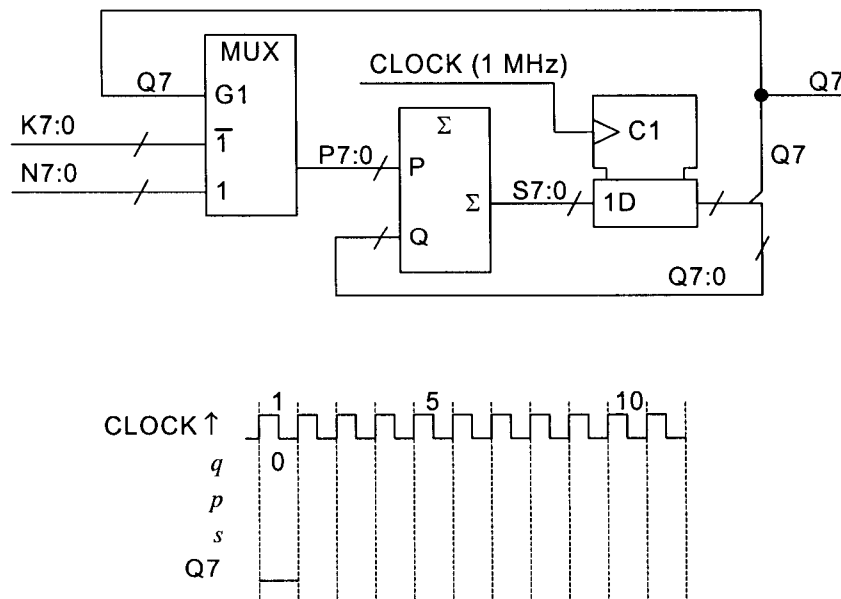 MUX
Q7
G1
K7:0
1̅
N7:0
1
P7:0
CLOCK (1 MHz)
Σ
P
Σ
Q
S7:0
C1
1D
Q7
Q7
Q7:0
1 5 10
CLOCK ↑
q 0
p
s
Q7